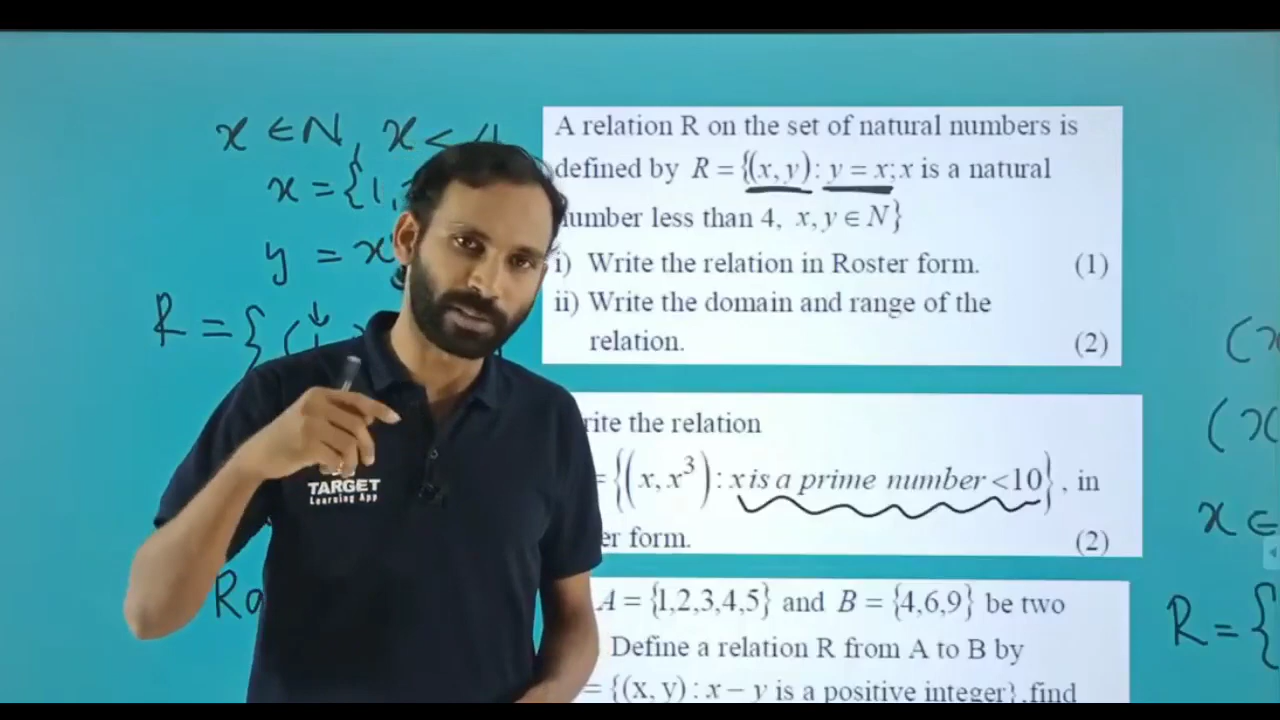 x ∈ N, x < 4
x = {1,
y = x
R = { (1
Ra
TARGET
Learning App
A relation R on the set of natural numbers is
defined by R = {(x, y) : y = x; x is a natural
number less than 4, x, y ∈ N}
i) Write the relation in Roster form. (1)
ii) Write the domain and range of the
relation. (2)
rite the relation
= {(x, x³) : x is a prime number <10} , in
er form. (2)
A = {1,2,3,4,5} and B = {4,6,9} be two
Define a relation R from A to B by
= {(x, y) : x – y is a positive integer} ,find
(x
(x
x ∈
R = {